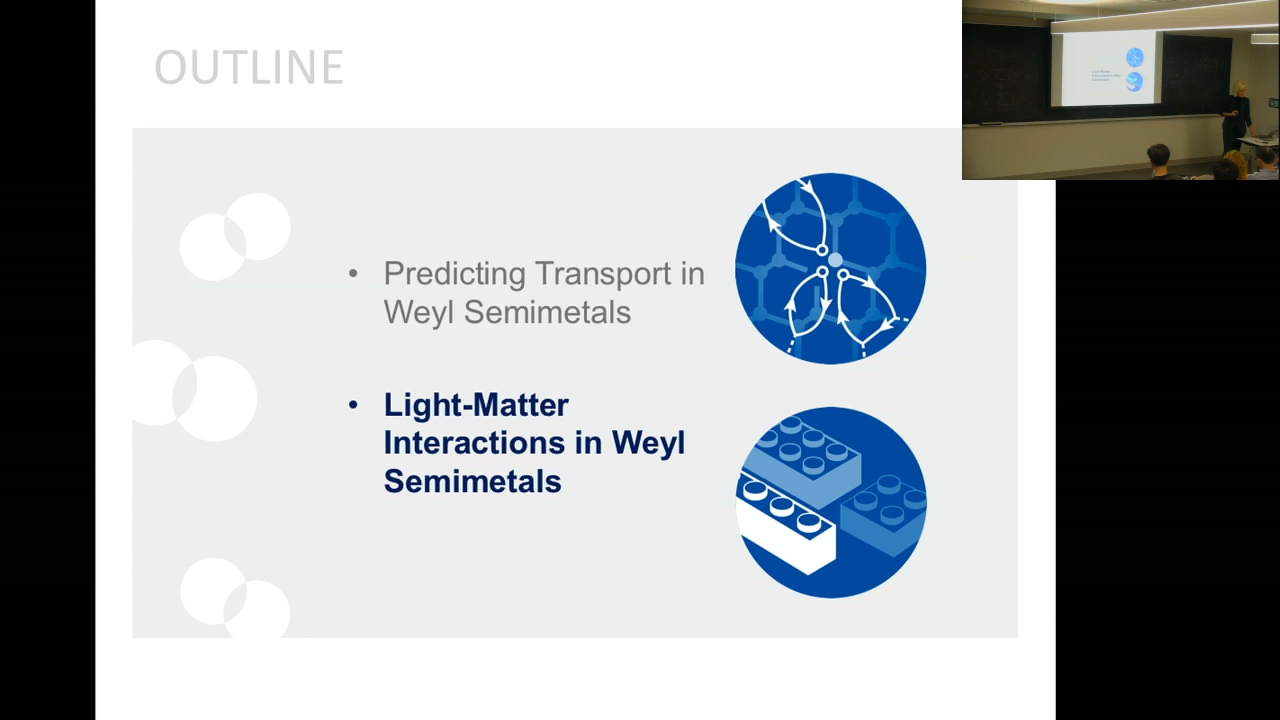 OUTLINE
• Predicting Transport in
Weyl Semimetals
• Light-Matter
Interactions in Weyl
Semimetals